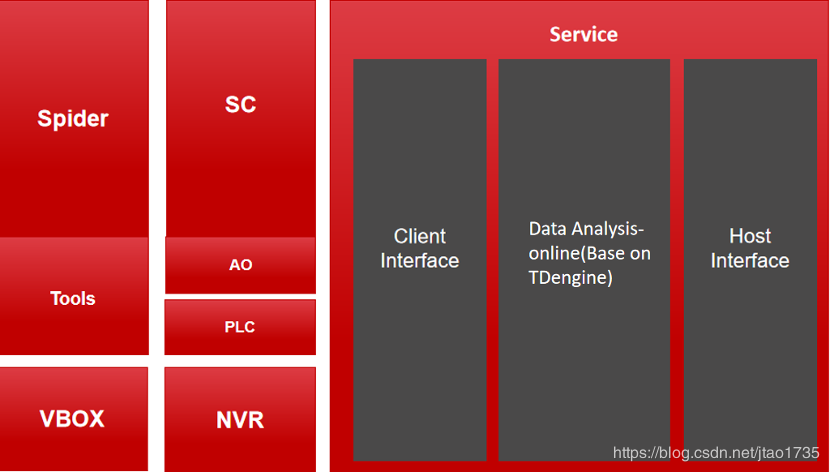 Spider
SC
Service
Tools
AO
PLC
VBOX
NVR
Client
Interface
Data Analysis-
online(Base on
TDengine)
Host
Interface
https://blog.csdn.net/jtao1735